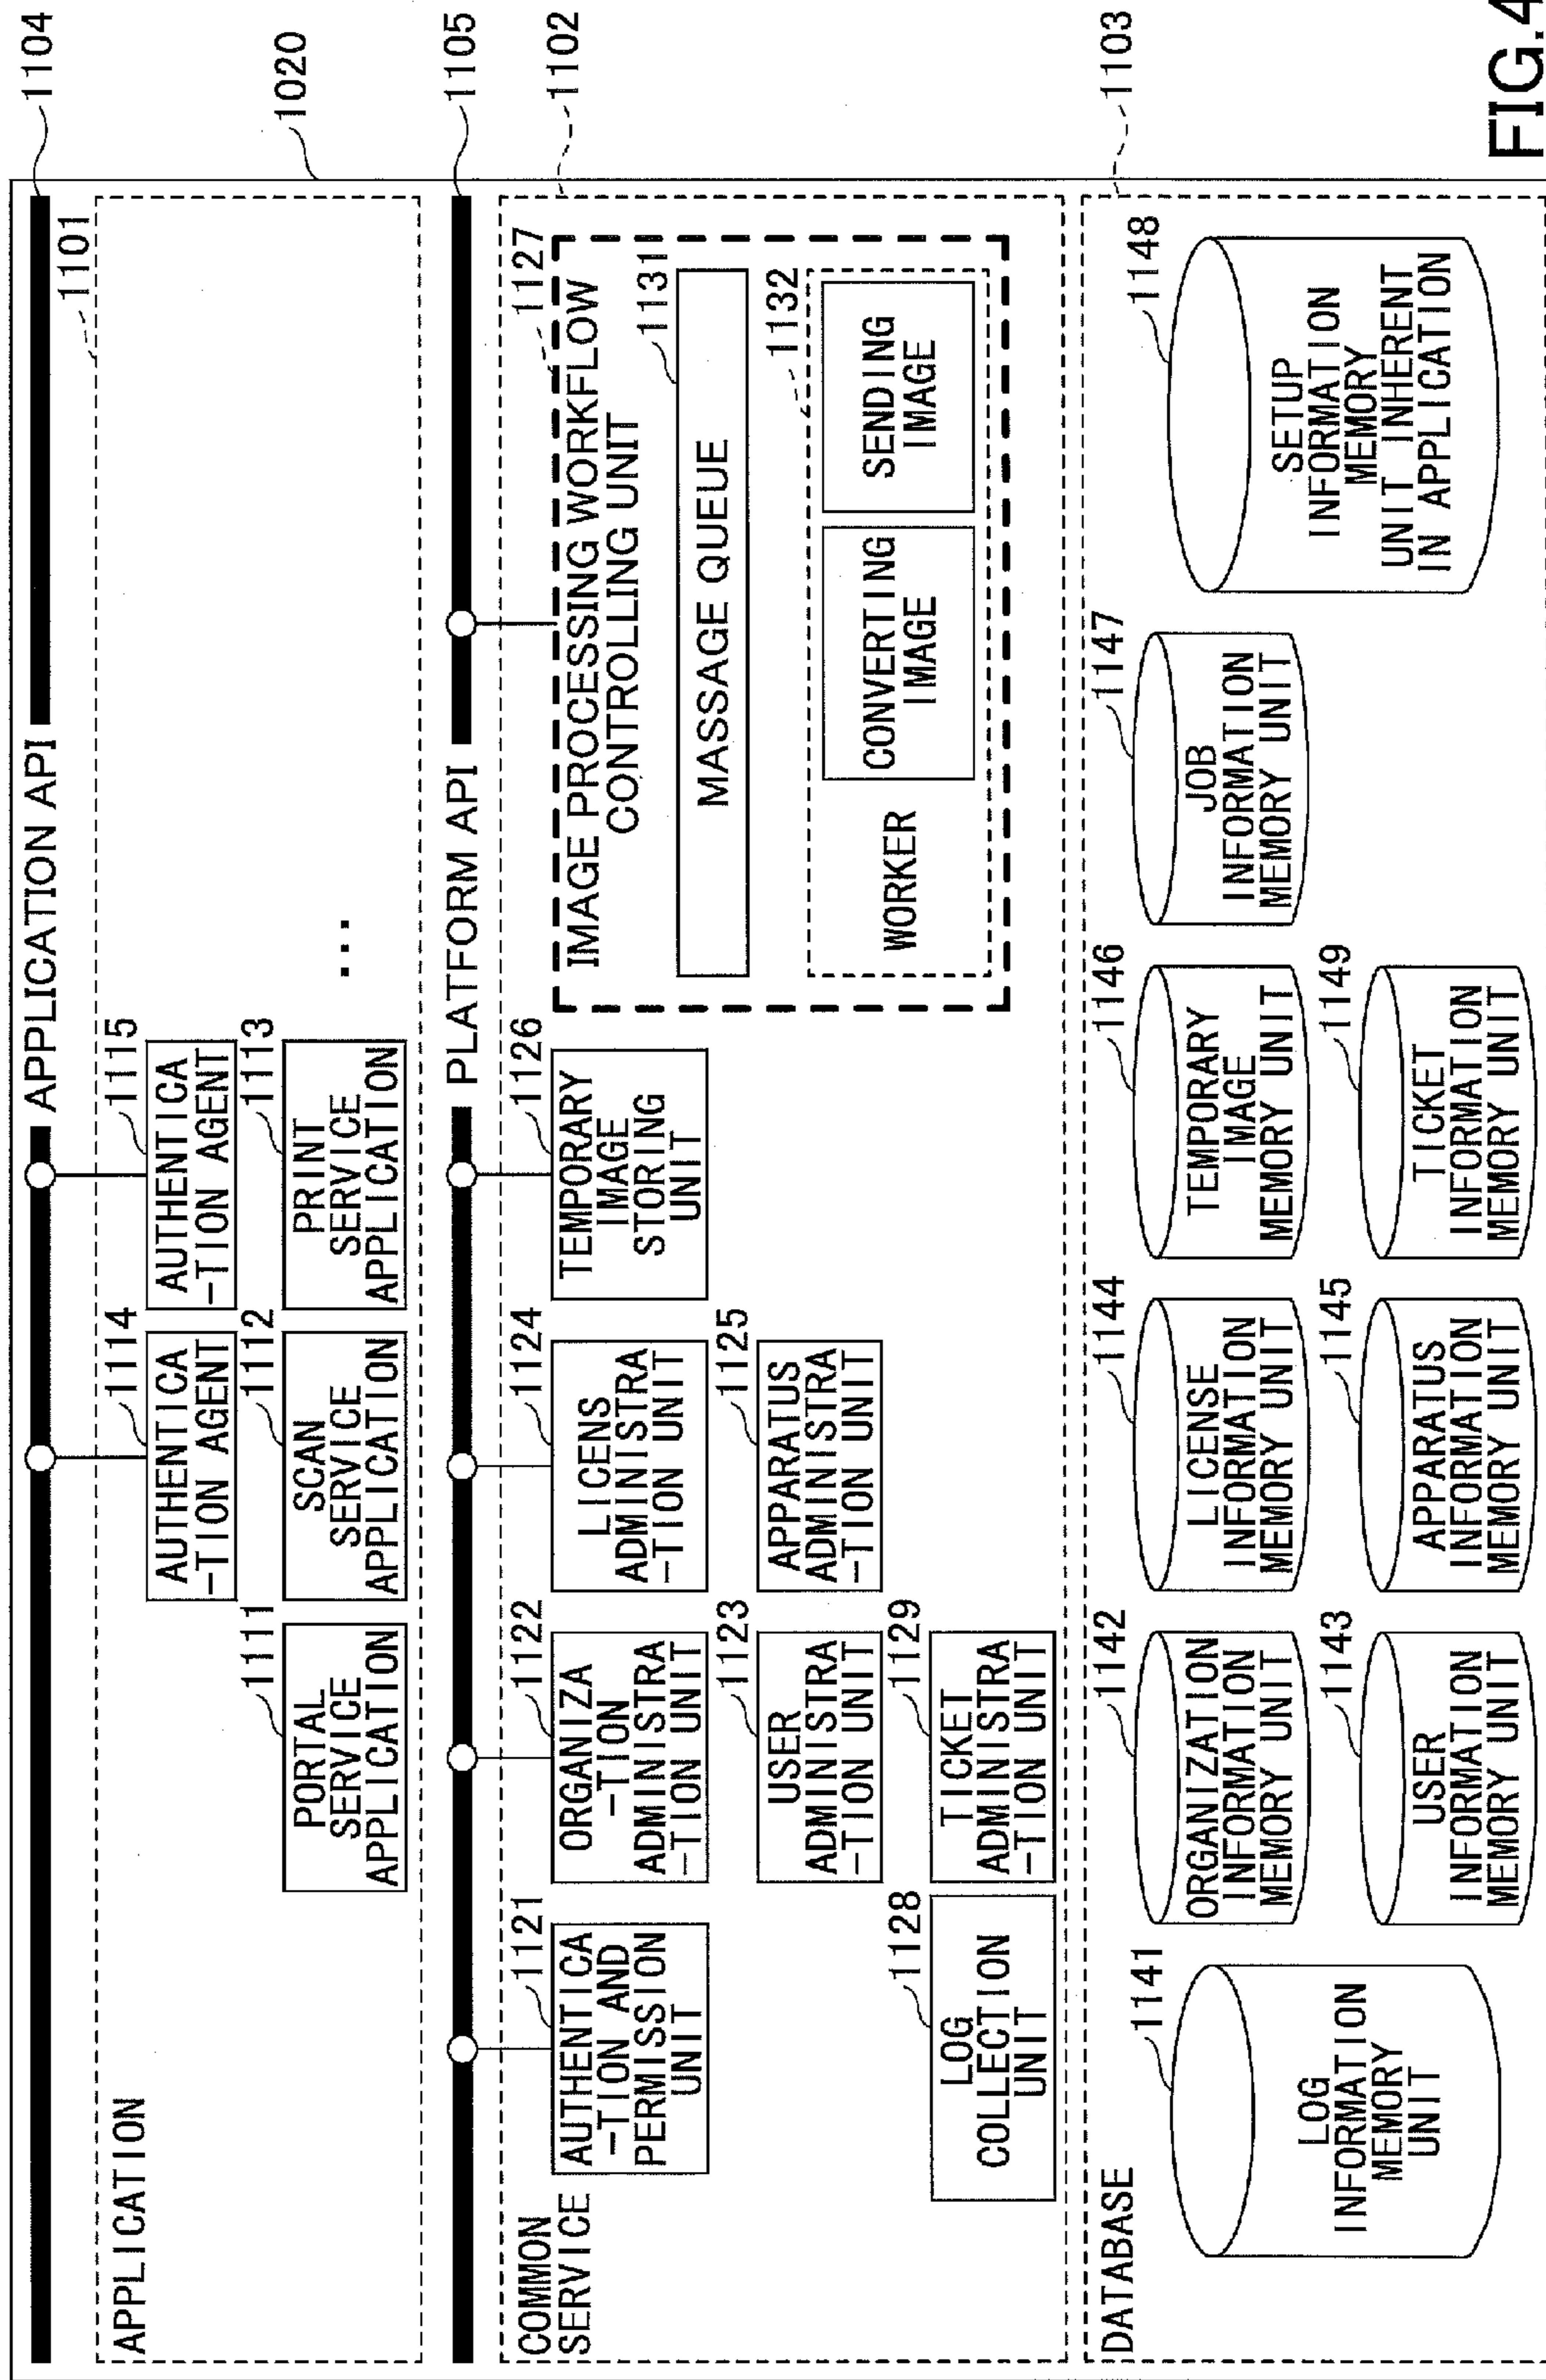 1104
APPLICATION API
1101
1020
APPLICATION
1114
AUTHENTICA
-TION AGENT
1115
AUTHENTICA
-TION AGENT
1111
PORTAL
SERVICE
APPLICATION
1112
SCAN
SERVICE
APPLICATION
1113
PRINT
SERVICE
APPLICATION
...
1105
PLATFORM API
1102
COMMON
SERVICE
1121
AUTHENTICA
-TION AND
PERMISSION
UNIT
1122
ORGANIZA
-TION
ADMINISTRA
-TION UNIT
1124
LICENS
ADMINISTRA
-TION UNIT
1126
TEMPORARY
IMAGE
STORING
UNIT
1127
IMAGE PROCESSING WORKFLOW
CONTROLLING UNIT
1131
MASSAGE QUEUE
1132
WORKER
CONVERTING
IMAGE
SENDING
IMAGE
1123
USER
ADMINISTRA
-TION UNIT
1125
APPARATUS
ADMINISTRA
-TION UNIT
1128
LOG
COLLECTION
UNIT
1129
TICKET
ADMINISTRA
-TION UNIT
1103
DATABASE
1141
LOG
INFORMATION
MEMORY
UNIT
1142
ORGANIZATION
INFORMATION
MEMORY UNIT
1144
LICENSE
INFORMATION
MEMORY UNIT
1146
TEMPORARY
IMAGE
MEMORY UNIT
1147
JOB
INFORMATION
MEMORY UNIT
1148
SETUP
INFORMATION
MEMORY
UNIT INHERENT
IN APPLICATION
1143
USER
INFORMATION
MEMORY UNIT
1145
APPARATUS
INFORMATION
MEMORY UNIT
1149
TICKET
INFORMATION
MEMORY UNIT
FIG.4